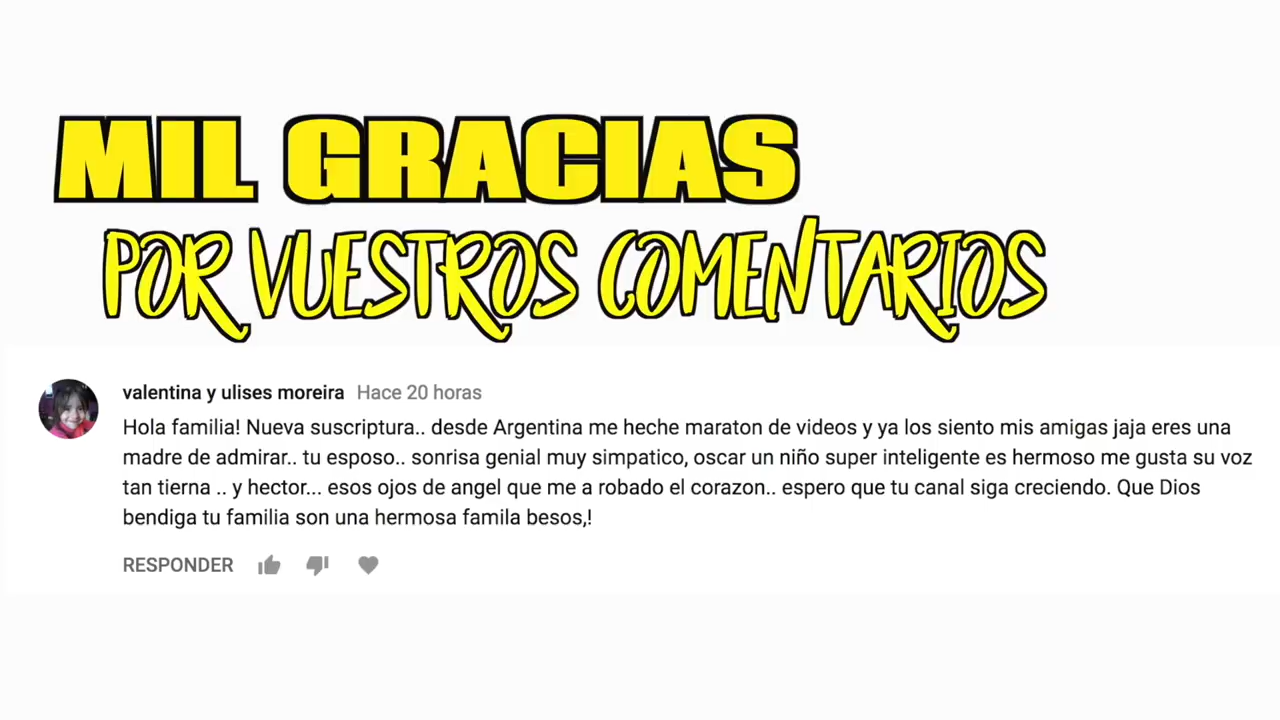 MIL GRACIAS
POR VUESTROS COMENTARIOS
valentina y ulises moreira Hace 20 horas
Hola familia! Nueva suscriptura.. desde Argentina me heche maraton de videos y ya los siento mis amigas jaja eres una
madre de admirar.. tu esposo.. sonrisa genial muy simpatico, oscar un niño super inteligente es hermoso me gusta su voz
tan tierna .. y hector... esos ojos de angel que me a robado el corazon.. espero que tu canal siga creciendo. Que Dios
bendiga tu familia son una hermosa famila besos,!
RESPONDER